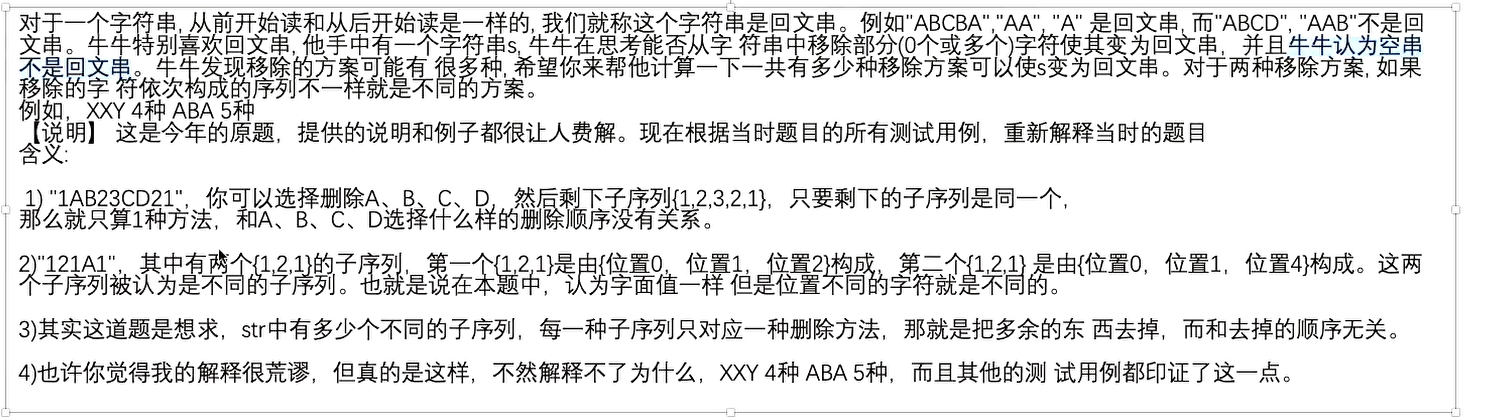 对于一个字符串, 从前开始读和从后开始读是一样的, 我们就称这个字符串是回文串。例如"ABCBA","AA", "A" 是回文串, 而"ABCD", "AAB"不是回
文串。牛牛特别喜欢回文串, 他手中有一个字符串s, 牛牛在思考能否从字 符串中移除部分(0个或多个)字符使其变为回文串，并且牛牛认为空串
不是回文串。牛牛发现移除的方案可能有 很多种, 希望你来帮他计算一下一共有多少种移除方案可以使s变为回文串。对于两种移除方案, 如果
移除的字 符依次构成的序列不一样就是不同的方案。
例如，XXY 4种 ABA 5种
【说明】 这是今年的原题，提供的说明和例子都很让人费解。现在根据当时题目的所有测试用例，重新解释当时的题目
含义:
1) "1AB23CD21"，你可以选择删除A、B、C、D，然后剩下子序列{1,2,3,2,1}，只要剩下的子序列是同一个，
那么就只算1种方法，和A、B、C、D选择什么样的删除顺序没有关系。
2)"121A1"，其中有两个{1,2,1}的子序列，第一个{1,2,1}是由{位置0，位置1，位置2}构成，第二个{1,2,1} 是由{位置0，位置1，位置4}构成。这两
个子序列被认为是不同的子序列。也就是说在本题中，认为字面值一样 但是位置不同的字符就是不同的。
3)其实这道题是想求，str中有多少个不同的子序列，每一种子序列只对应一种删除方法，那就是把多余的东 西去掉，而和去掉的顺序无关。
4)也许你觉得我的解释很荒谬，但真的是这样，不然解释不了为什么，XXY 4种 ABA 5种，而且其他的测 试用例都印证了这一点。